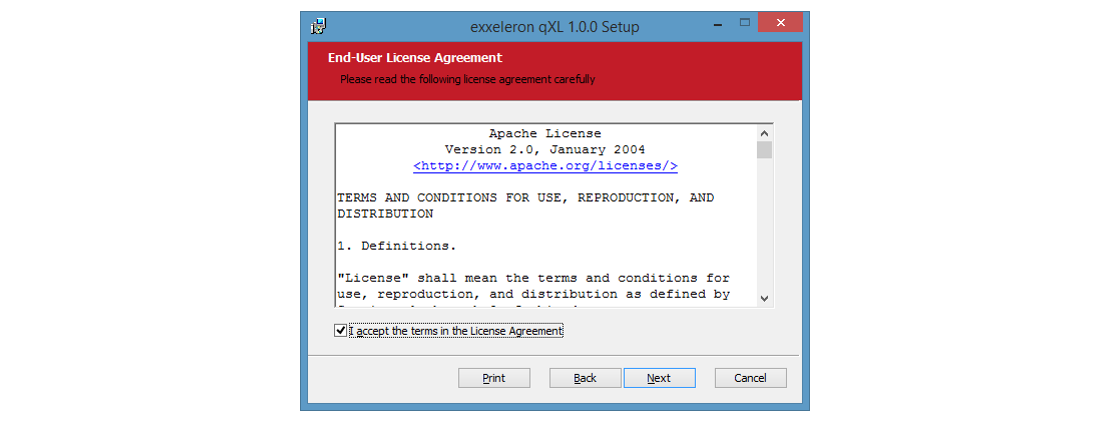 exxeleron qXL 1.0.0 Setup
End-User License Agreement
Please read the following license agreement carefully
Apache License
Version 2.0, January 2004
<http://www.apache.org/licenses/>
TERMS AND CONDITIONS FOR USE, REPRODUCTION, AND
DISTRIBUTION
1. Definitions.
"License" shall mean the terms and conditions for
use, reproduction, and distribution as defined by
I accept the terms in the License Agreement
Print Back Next Cancel